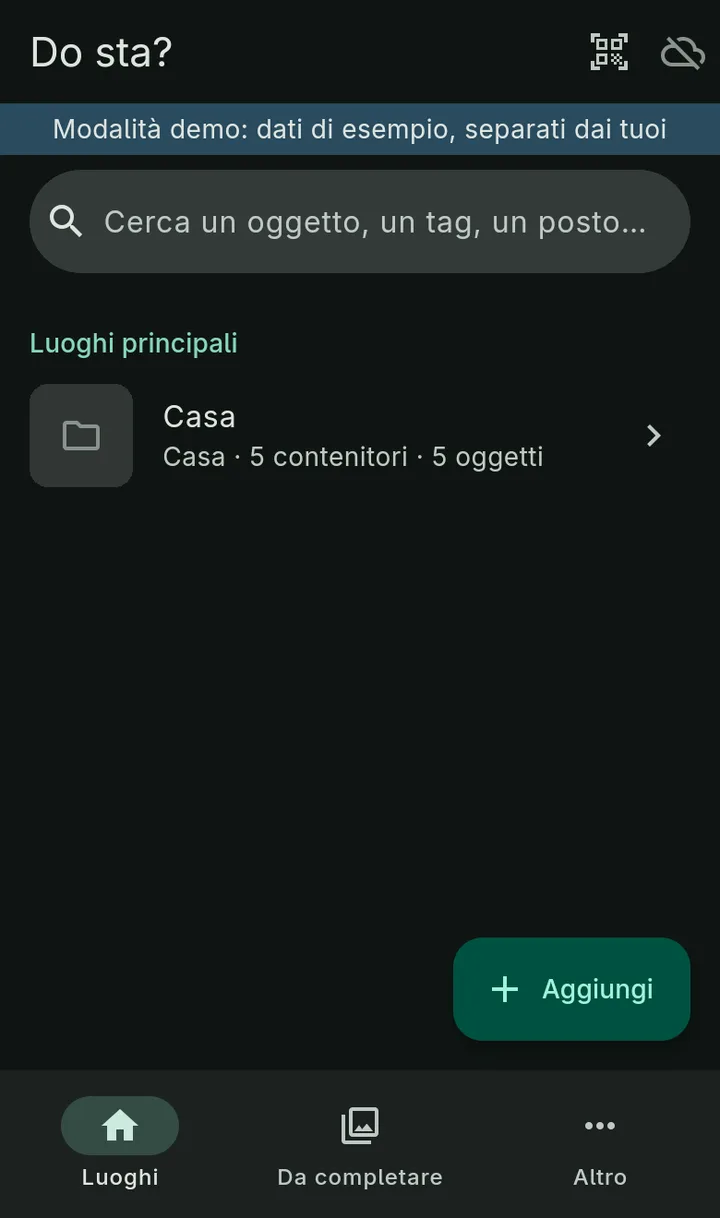 Do sta?
Modalità demo: dati di esempio, separati dai tuoi
Cerca un oggetto, un tag, un posto...
Luoghi principali
Casa
Casa · 5 contenitori · 5 oggetti
Aggiungi
Luoghi
Da completare
Altro